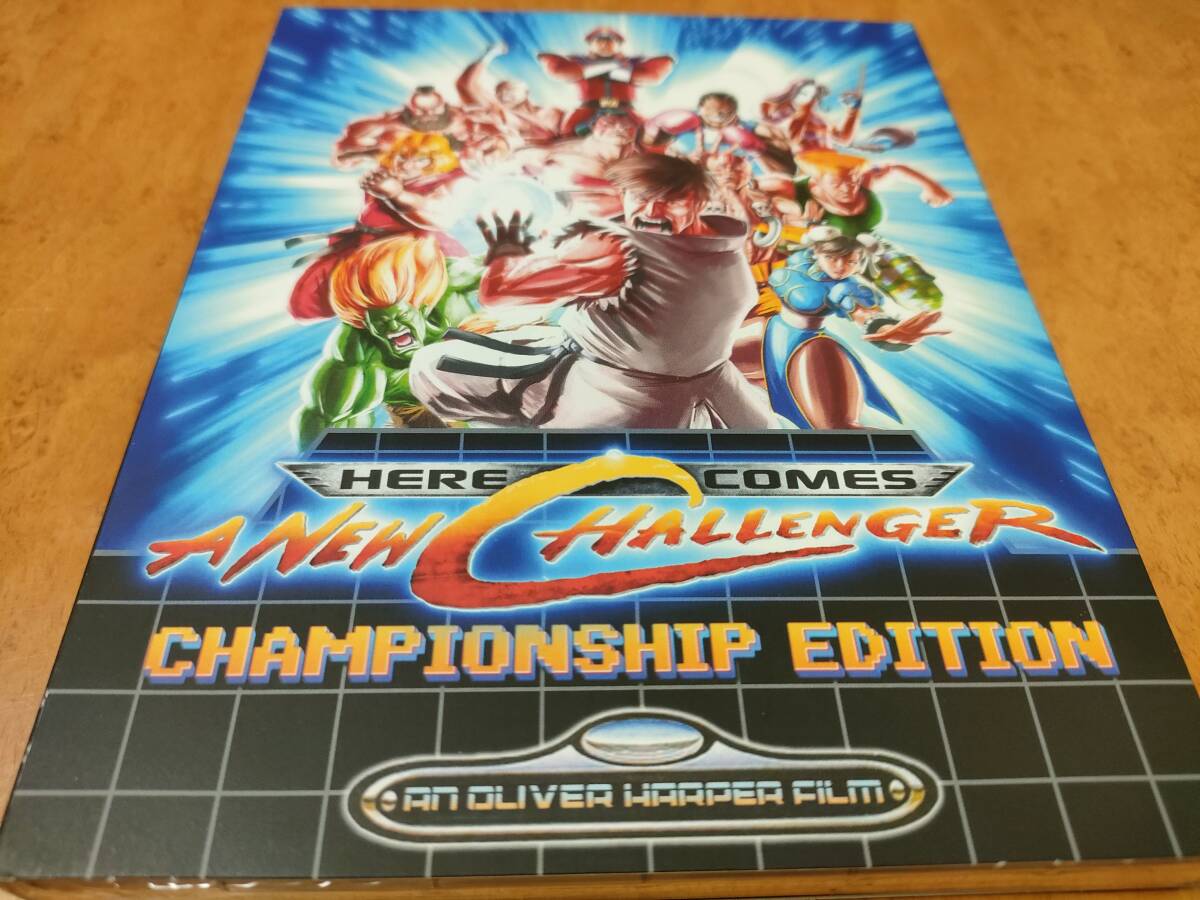 HERE COMES
A NEW CHALLENGER
CHAMPIONSHIP EDITION
AN OLIVER HARPER FILM